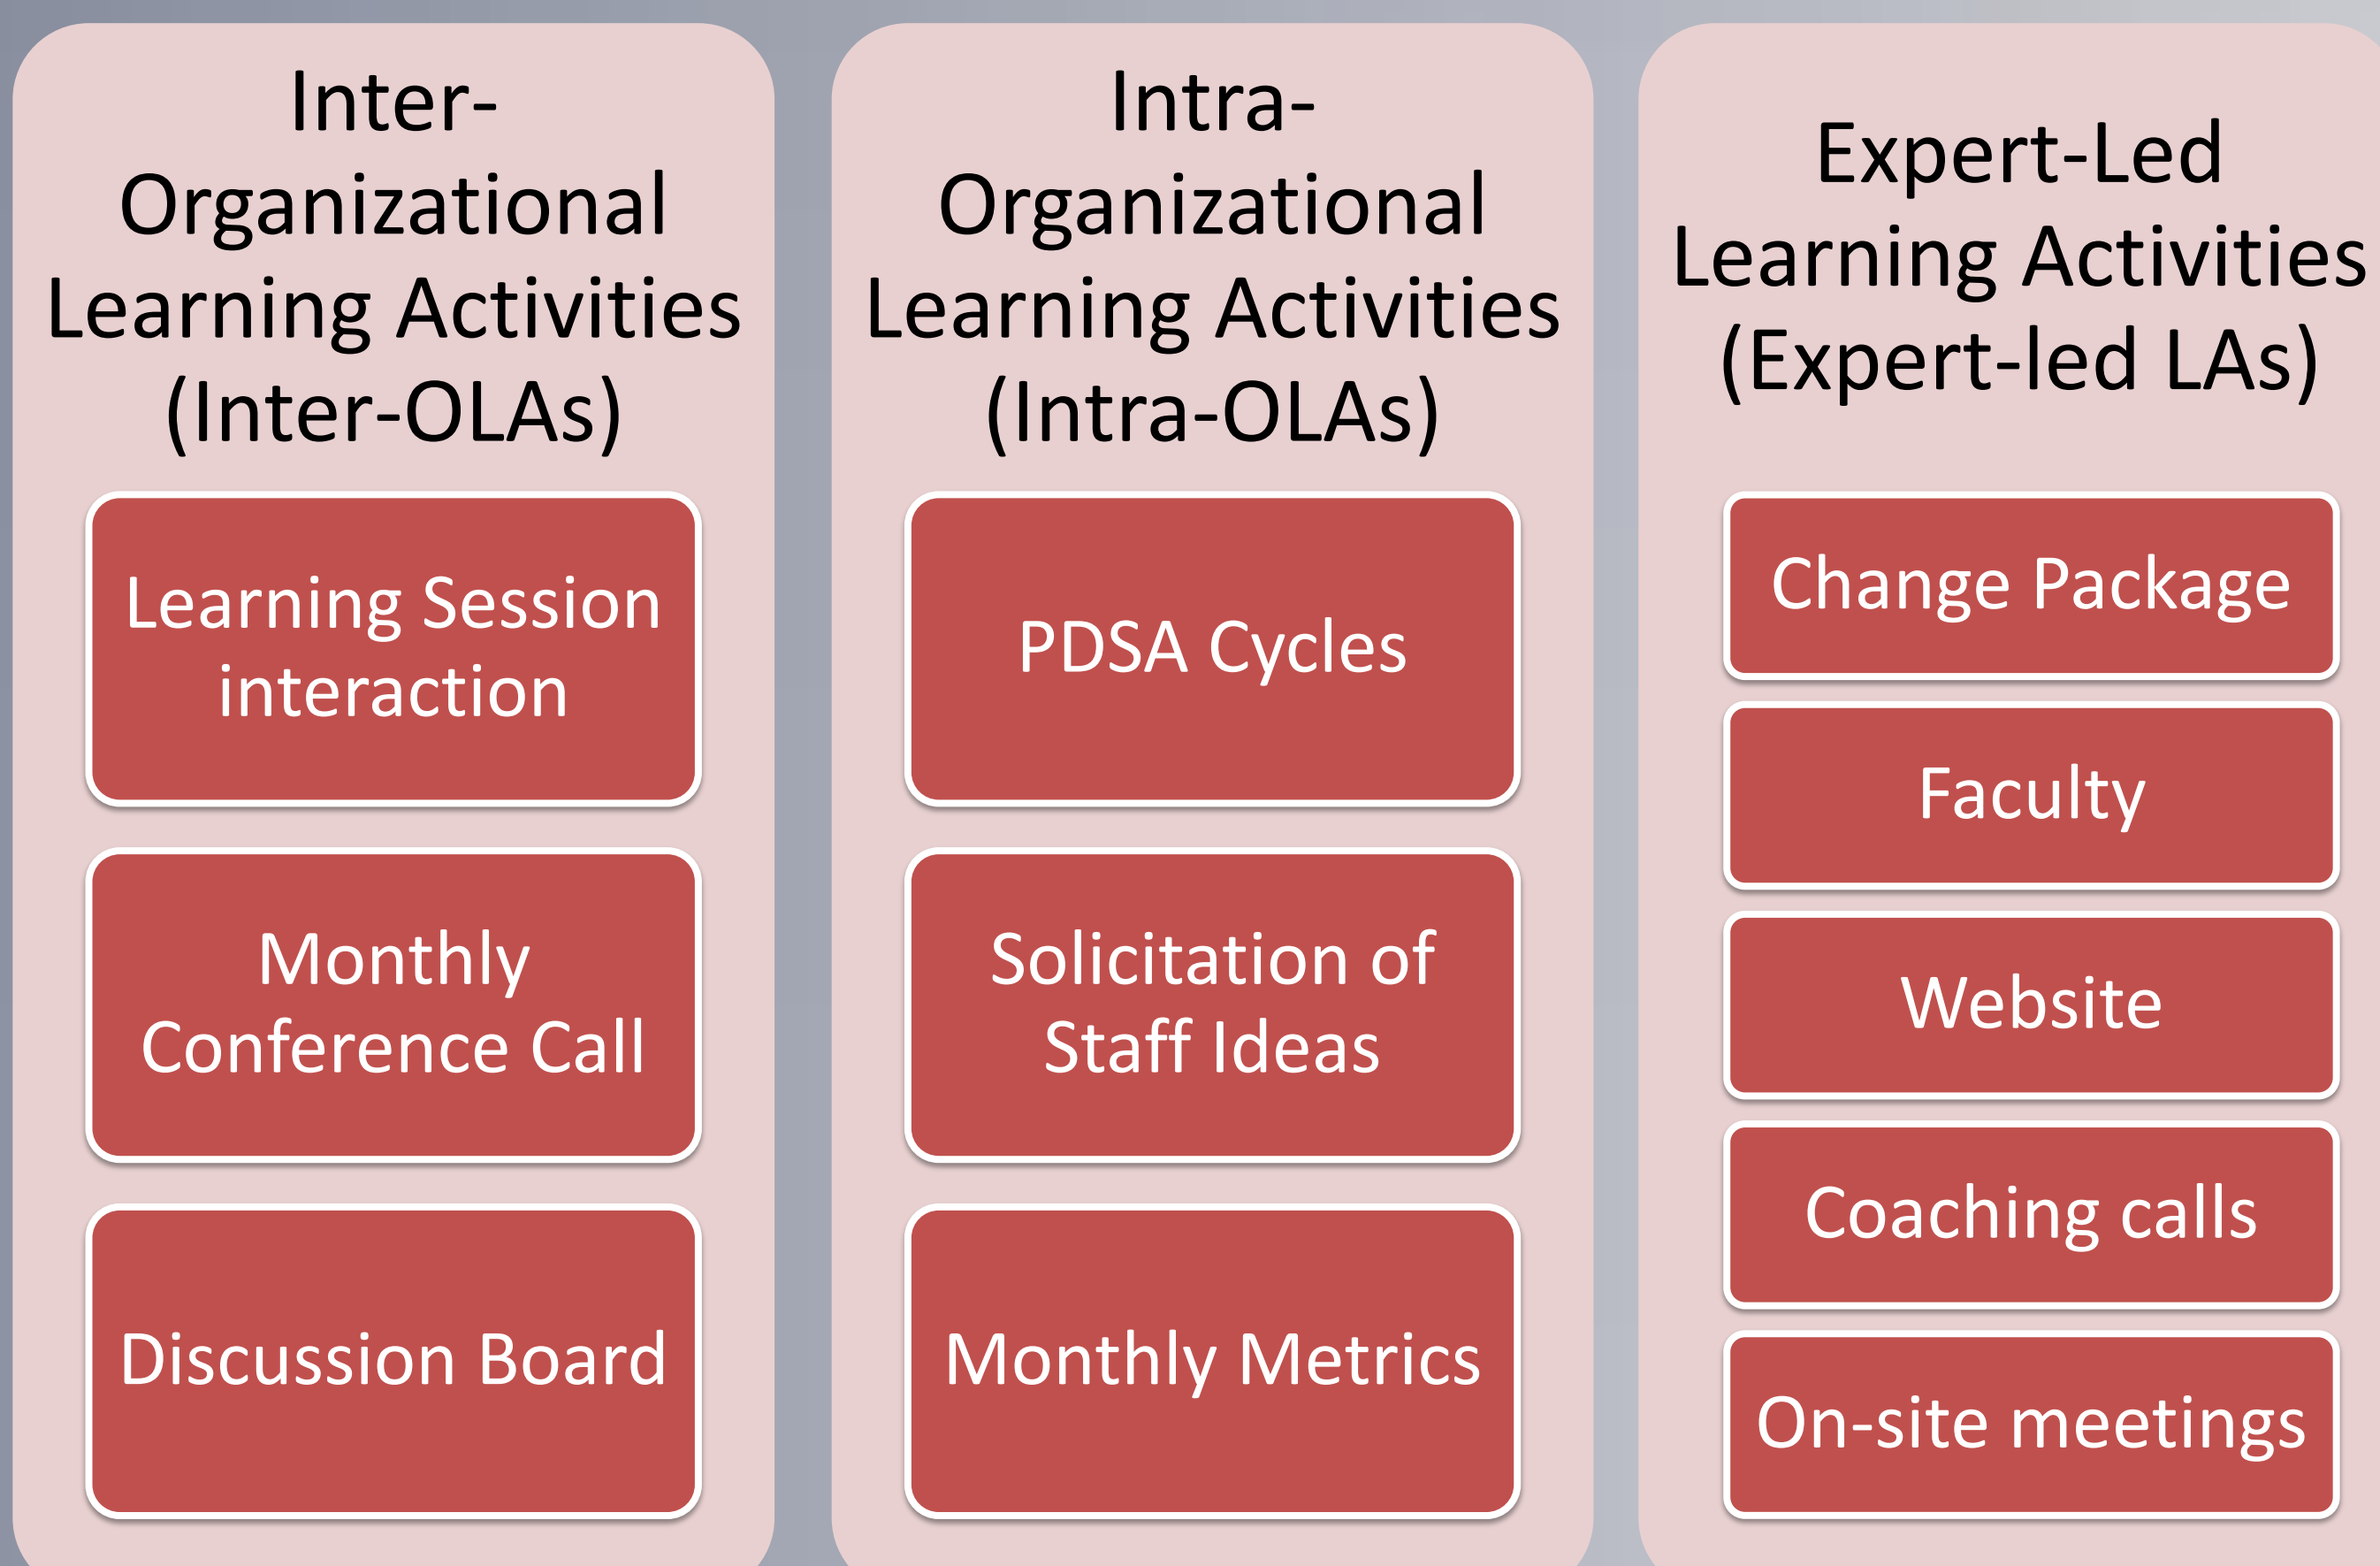 Inter-
Organizational
Learning Activities
(Inter-OLAs)
Learning Session
interaction
Monthly
Conference Call
Discussion Board
Intra-
Organizational
Learning Activities
(Intra-OLAs)
PDSA Cycles
Solicitation of
Staff Ideas
Monthly Metrics
Expert-Led
Learning Activities
(Expert-led LAs)
Change Package
Faculty
Website
Coaching calls
On-site meetings